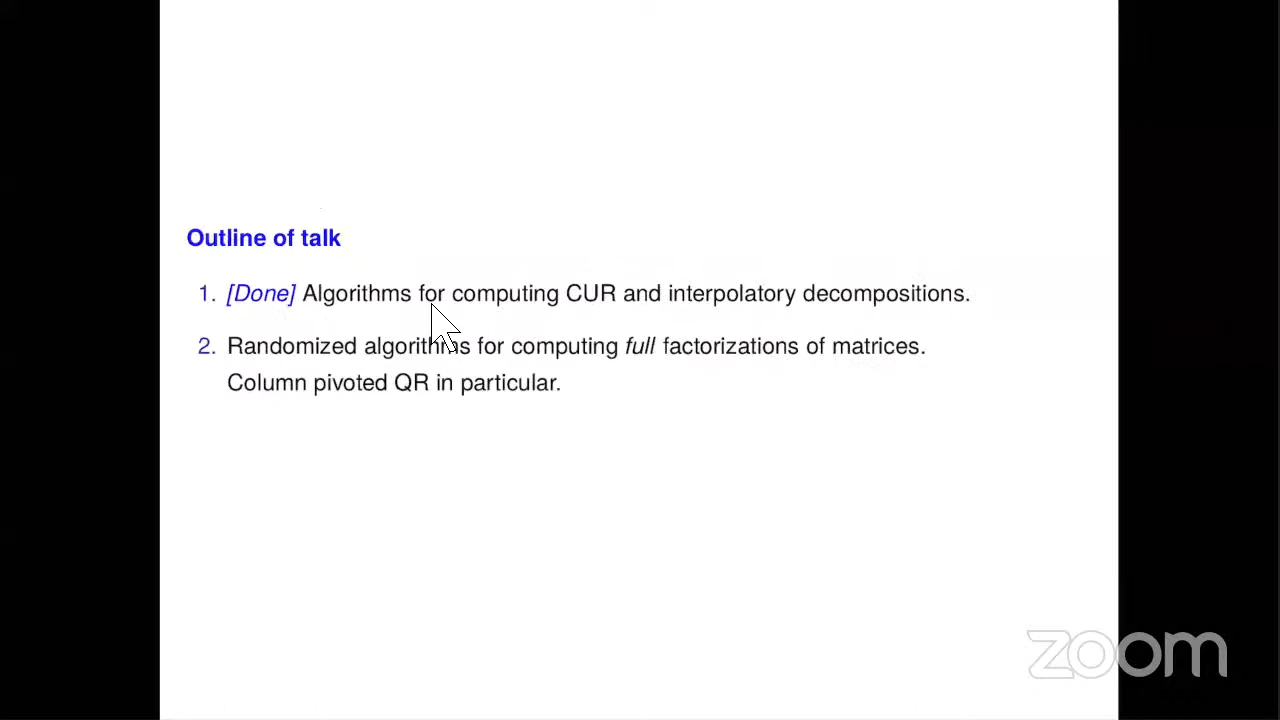 Outline of talk
1. [Done] Algorithms for computing CUR and interpolatory decompositions.
2. Randomized algorithms for computing full factorizations of matrices.
Column pivoted QR in particular.
zoom